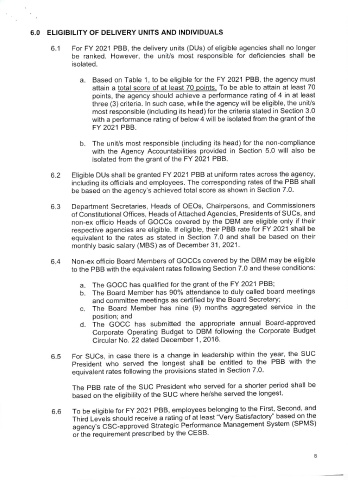 6.0 ELIGIBILITY OF DELIVERY UNITS AND INDIVIDUALS
6.1 For FY 2021 PBB, the delivery units (DUs) of eligible agencies shall no longer
be ranked. However, the unit/s most responsible for deficiencies shall be
isolated.
a. Based on Table 1, to be eligible for the FY 2021 PBB, the agency must
attain a total score of at least 70 points. To be able to attain at least 70
points, the agency should achieve a performance rating of 4 in at least
three (3) criteria. In such case, while the agency will be eligible, the unit/s
most responsible (including its head) for the criteria stated in Section 3.0
with a performance rating of below 4 will be isolated from the grant of the
FY 2021 PBB.
b. The unit/s most responsible (including its head) for the non-compliance
with the Agency Accountabilities provided in Section 5.0 will also be
isolated from the grant of the FY 2021 PBB.
6.2 Eligible DUs shall be granted FY 2021 PBB at uniform rates across the agency,
including its officials and employees. The corresponding rates of the PBB shall
be based on the agency's achieved total score as shown in Section 7.0.
6.3 Department Secretaries, Heads of OEOs, Chairpersons, and Commissioners
of Constitutional Offices, Heads of Attached Agencies, Presidents of SUCs, and
non-ex officio Heads of GOCCs covered by the DBM are eligible only if their
respective agencies are eligible. If eligible, their PBB rate for FY 2021 shall be
equivalent to the rates as stated in Section 7.0 and shall be based on their
monthly basic salary (MBS) as of December 31, 2021.
6.4 Non-ex officio Board Members of GOCCs covered by the DBM may be eligible
to the PBB with the equivalent rates following Section 7.0 and these conditions:
a. The GOCC has qualified for the grant of the FY 2021 PBB;
b. The Board Member has 90% attendance to duly called board meetings
and committee meetings as certified by the Board Secretary;
c. The Board Member has nine (9) months aggregated service in the
position; and
d. The GOCC has submitted the appropriate annual Board-approved
Corporate Operating Budget to DBM following the Corporate Budget
Circular No. 22 dated December 1, 2016.
6.5 For SUCs, in case there is a change in leadership within the year, the SUC
President who served the longest shall be entitled to the PBB with the
equivalent rates following the provisions stated in Section 7.0.
The PBB rate of the SUC President who served for a shorter period shall be
based on the eligibility of the SUC where he/she served the longest.
6.6 To be eligible for FY 2021 PBB, employees belonging to the First, Second, and
Third Levels should receive a rating of at least "Very Satisfactory" based on the
agency's CSC-approved Strategic Performance Management System (SPMS)
or the requirement prescribed by the CESB.
6